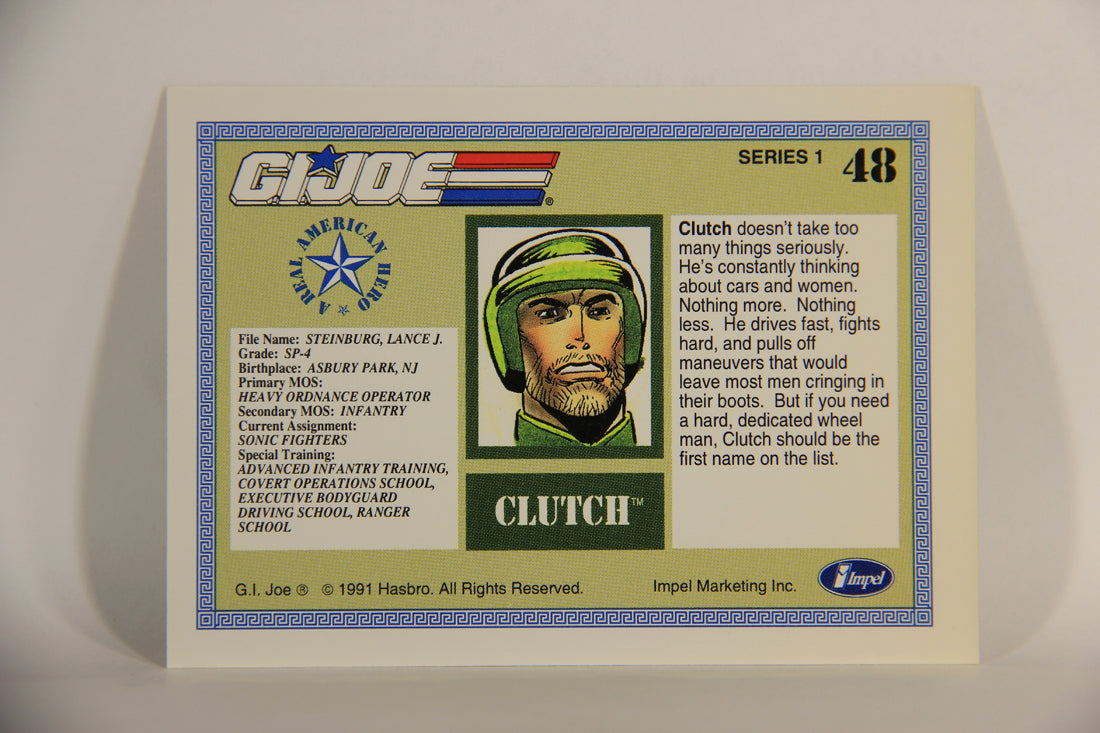 G.I.JOE ®
SERIES 1 48
A REAL AMERICAN HERO
File Name: STEINBURG, LANCE J.
Grade: SP-4
Birthplace: ASBURY PARK, NJ
Primary MOS:
HEAVY ORDNANCE OPERATOR
Secondary MOS: INFANTRY
Current Assignment:
SONIC FIGHTERS
Special Training:
ADVANCED INFANTRY TRAINING,
COVERT OPERATIONS SCHOOL,
EXECUTIVE BODYGUARD
DRIVING SCHOOL, RANGER
SCHOOL
CLUTCH™
Clutch doesn't take too
many things seriously.
He's constantly thinking
about cars and women.
Nothing more. Nothing
less. He drives fast, fights
hard, and pulls off
maneuvers that would
leave most men cringing in
their boots. But if you need
a hard, dedicated wheel
man, Clutch should be the
first name on the list.
G.I. Joe ® © 1991 Hasbro. All Rights Reserved.
Impel Marketing Inc.
Impel